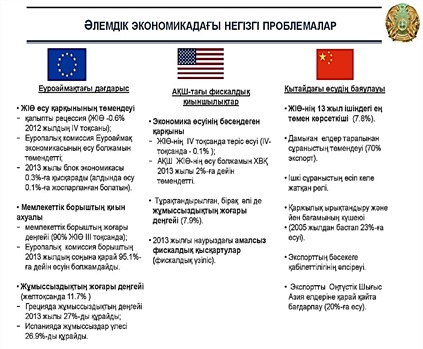 ӘЛЕМДІК ЭКОНОМИКАДАҒЫ НЕГІЗГІ ПРОБЛЕМАЛАР
Еуроаймақтағы дағдарыс
• ЖІӨ өсу қарқынының төмендеуі
- қалыпты рецессия (ЖІӨ -0.6% 2012 жылдың IV тоқсаны);
- Еуропалық комиссия Еуроаймақ экономикасының өсу болжамын төмендетті;
- 2013 жылы блок экономикасы 0.3%-ға қысқарады (алдында өсу 0.1%-ға жоспарланған болатын).
• Мемлекеттік борыштың қиын ахуалы
- мемлекеттік борыштың жоғары деңгейі (90% ЖІӨ III тоқсанда);
- Еуропалық комиссия борыштың 2013 жылдың соңына қарай 95.1%-ға дейін өсуін болжамдайды.
• Жұмыссыздықтың жоғары деңгейі (желтоқсанда 11.7% )
- Грецияда жұмыссыздық деңгейі 2013 жылы 27%-ды құрайды;
- Испанияда жұмыссыздар үлесі 26.9%-ды құрайды.
АҚШ-тағы фискалдық қиыншылықтар
• Экономика өсуінің бәсеңдеген қарқыны
- ЖІӨ-нің IV тоқсанда теріс өсуі (IV-тоқсанда - 0.1% );
- АҚШ ЖІӨ-нің өсу болжамын ХВҚ 2013 жылы 2%-ға дейін төмендетті.
• Тұрақтандырылған, бірақ әлі де жұмыссыздықтың жоғары деңгейі (7.9%).
• 2013 жылғы наурыздағы амалсыз фискалдық қысқартулар (фискалдық үзіліс).
Қытайдағы өсудің баяулауы
• ЖІӨ-нің 13 жыл ішіндегі ең төмен көрсеткіші (7.8%).
• Дамыған елдер тарапынан сұраныстың төмендеуі (70% экспорт).
• Ішкі сұраныстың өсіп келе жатқан рөлі.
• Қаржылық ырықтандыру және йен бағамының күшеюі (2005 жылдан бастап 23%-ға өсуі).
• Экспорттың бәсекеге қабілеттілігінің әлсіреуі.
• Экспортты Оңтүстік Шығыс Азия елдеріне қарай қайта бағдарлау (20%-ға өсу).